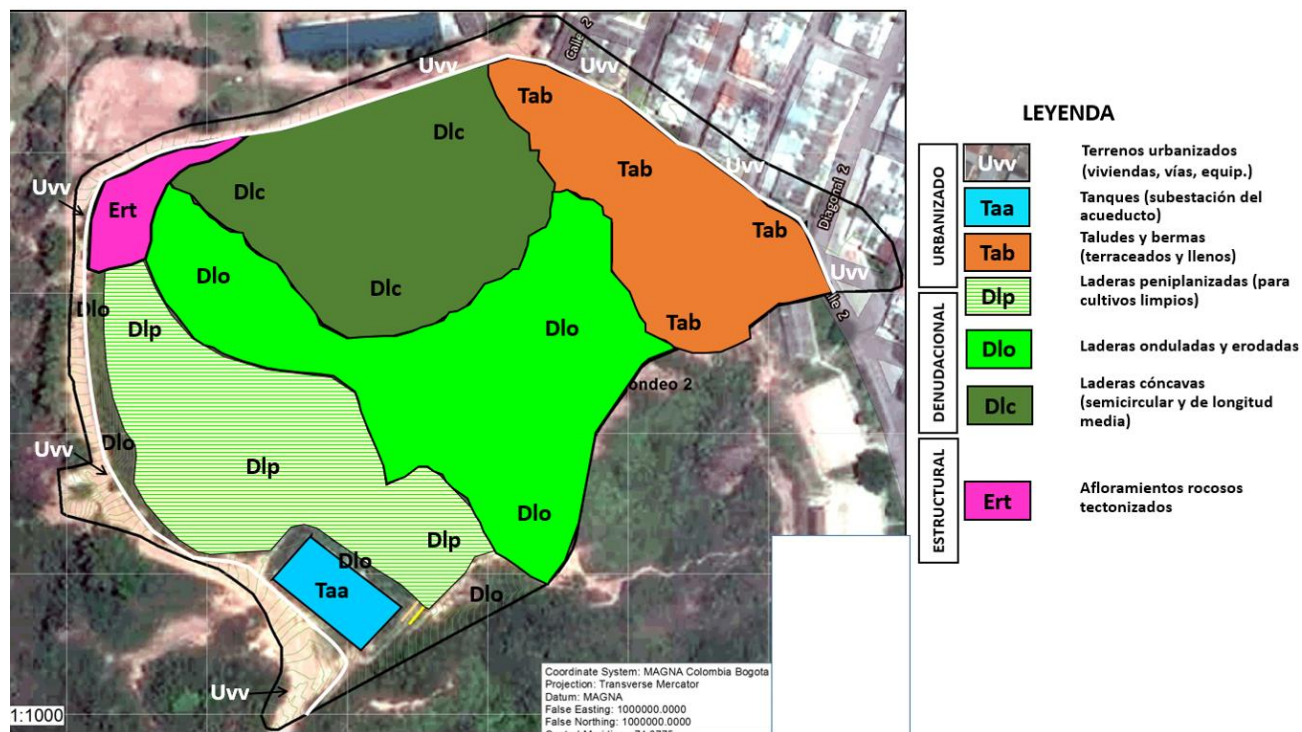 Calle 2
Uvv
Uvv
Tab
Dlc
Tab
Uvv
Dlc
Uvv
Diagonal 2
Ert
Tab
Dlo
Uvv
Dlc
Dlo
Dlp
Dlo
Tab
lle 2
ondeo 2
Dlo
Uvv
Dlp
Dlo
Dlp
Dlo
Taa
Dlo
Uvv
1:1000
Coordinate System: MAGNA Colombia Bogota
Projection: Transverse Mercator
Datum: MAGNA
False Easting: 1000000.0000
False Northing: 1000000.0000
LEYENDA
URBANIZADO
Uvv
Terrenos urbanizados
(viviendas, vías, equip.)
Taa
Tanques (subestación del
acueducto)
Tab
Taludes y bermas
(terraceados y llenos)
DENUDACIONAL
Dlp
Laderas peniplanizadas (para
cultivos limpios)
Dlo
Laderas onduladas y erodadas
Dlc
Laderas cóncavas
(semicircular y de longitud
media)
ESTRUCTURAL
Ert
Afloramientos rocosos
tectonizados